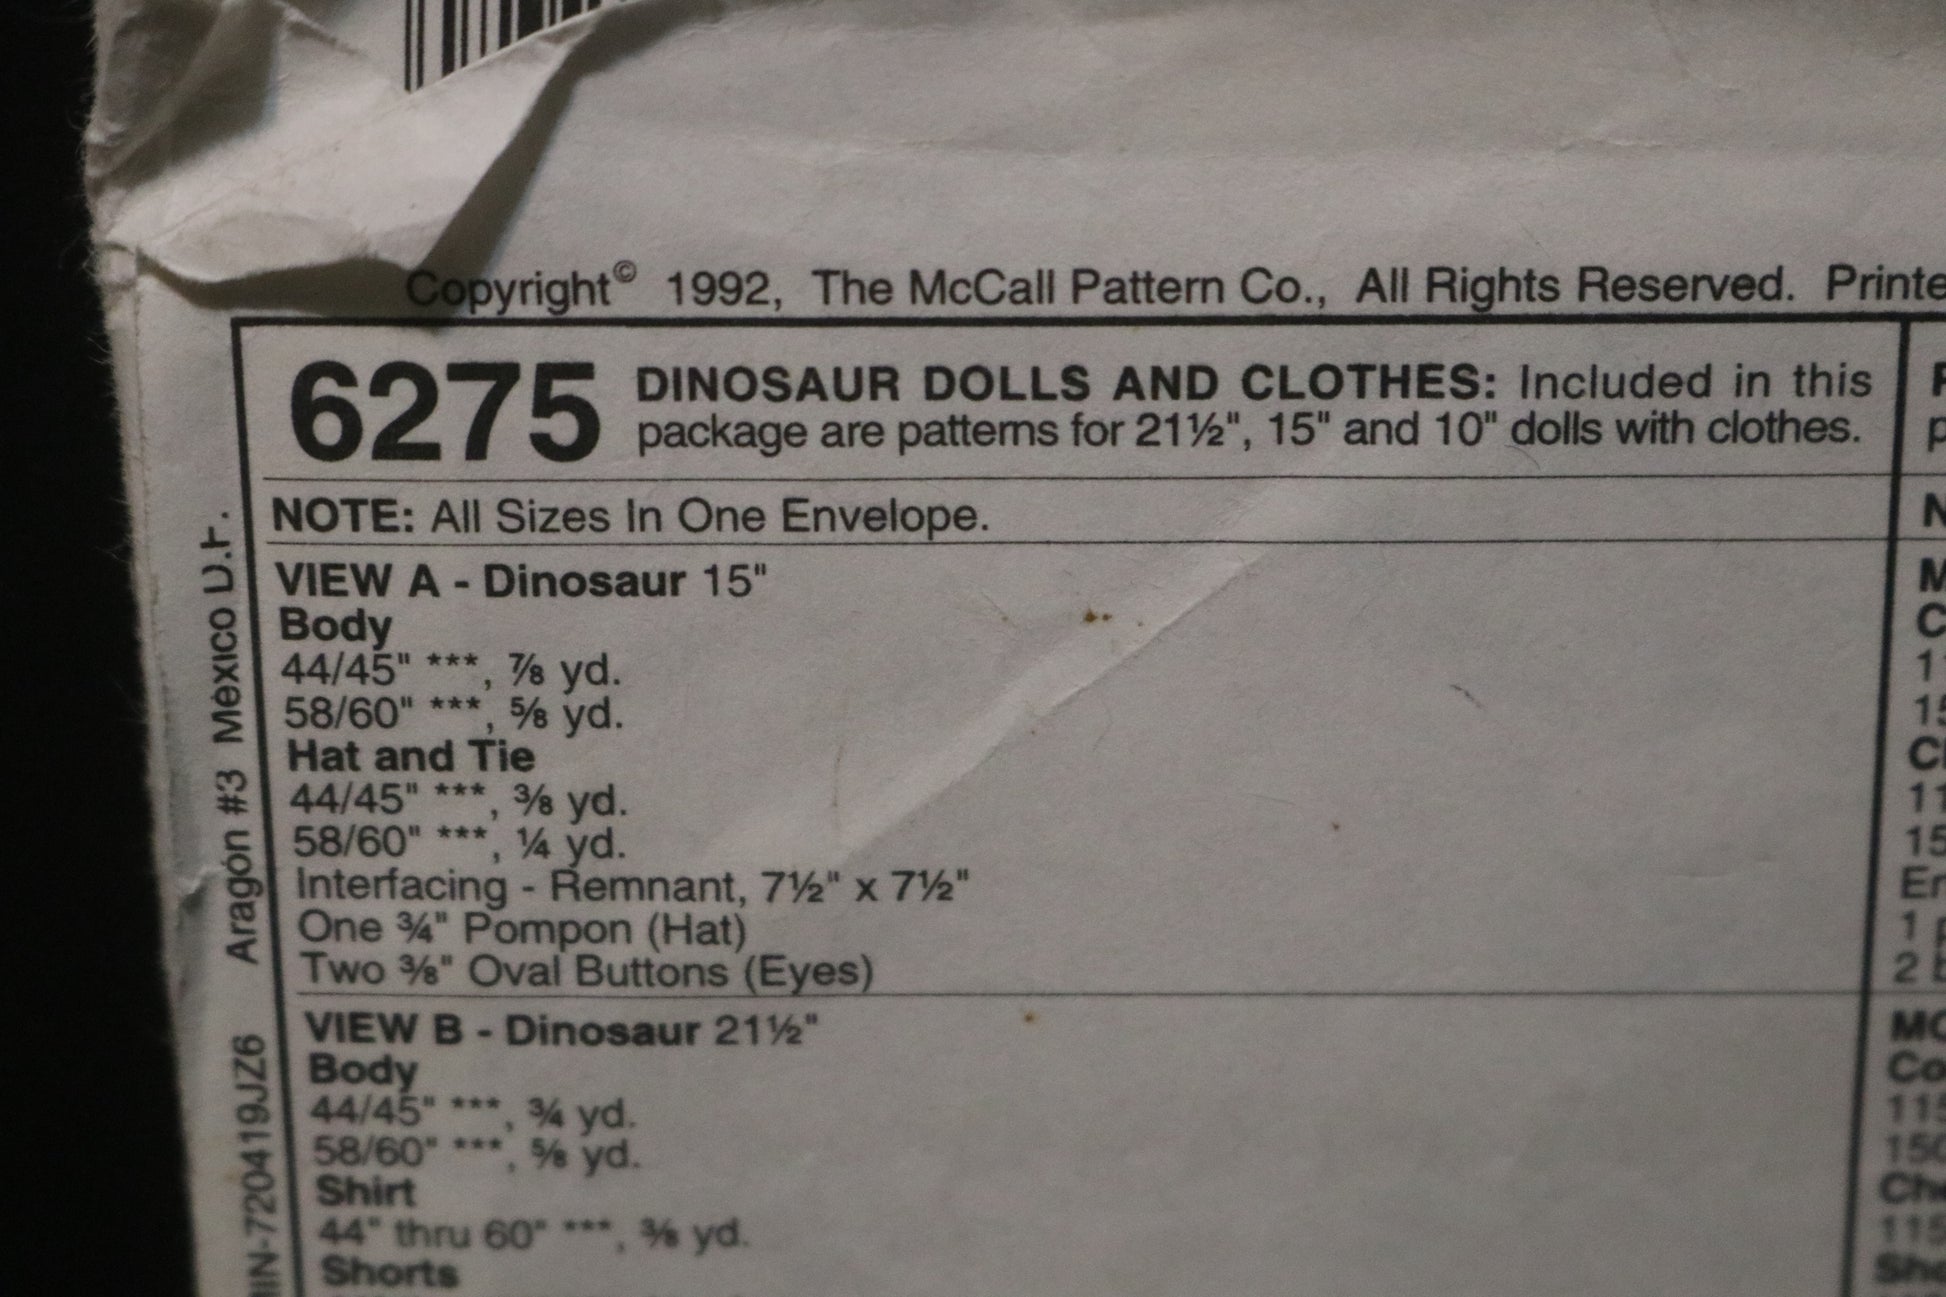 Copyright© 1992, The McCall Pattern Co., All Rights Reserved. Printe
6275 DINOSAUR DOLLS AND CLOTHES: Included in this
package are patterns for 21½", 15" and 10" dolls with clothes.
NOTE: All Sizes In One Envelope.
VIEW A - Dinosaur 15"
Body
44/45" ***, ⅞ yd.
58/60" ***, ⅝ yd.
Hat and Tie
44/45" ***, ⅜ yd.
58/60" ***, ¼ yd.
Interfacing - Remnant, 7½" x 7½"
One ¾" Pompon (Hat)
Two ⅜" Oval Buttons (Eyes)
VIEW B - Dinosaur 21½"
Body
44/45" ***, ¾ yd.
58/60" ***, ⅝ yd.
Shirt
44" thru 60" ***, ⅜ yd.
Shorts
IIN-720419JZ6 Aragón #3 Mexico D.F.